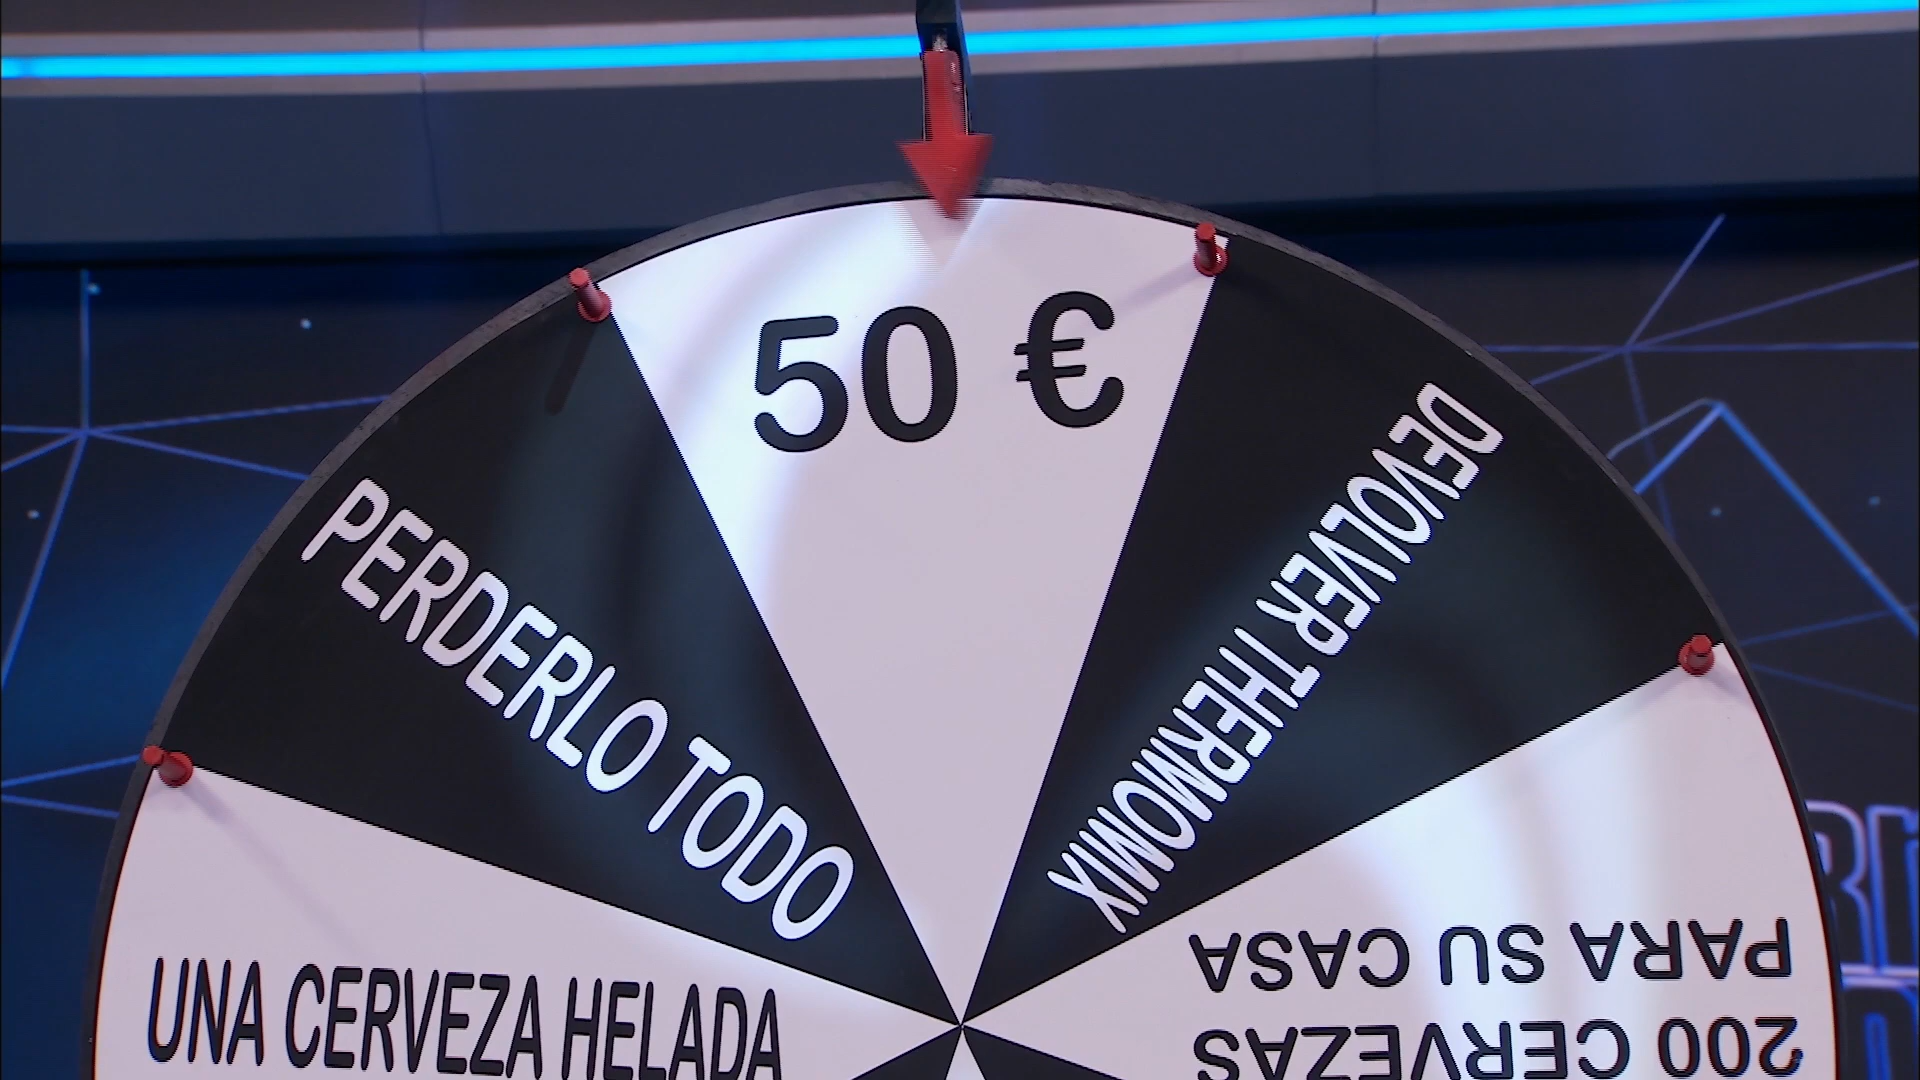 50 €
PERDERLO TODO
DEVOLVER THERMOMIX
UNA CERVEZA HELADA
200 CERVEZAS
PARA SU CASA